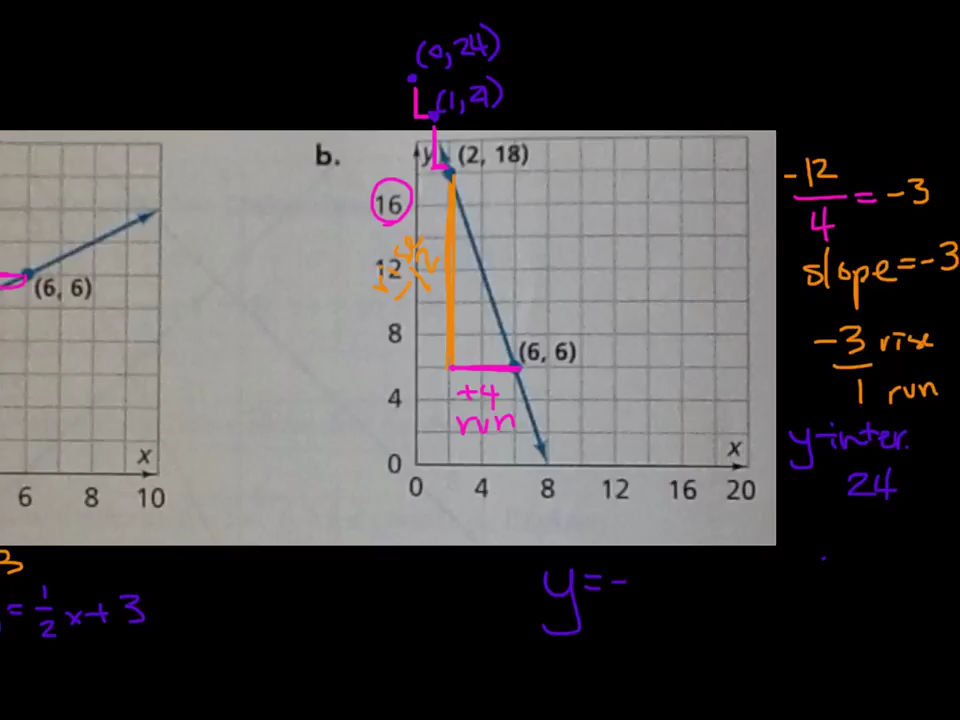 (0, 24)
(1, 21)
b.
y
(2, 18)
16
12
8
4
0
(6, 6)
+4
run
x
0 4 8 12 16 20
(6, 6)
x
6 8 10
-12
4
= -3
slope = -3
-3 rise
1 run
y-inter.
24
3
= 1/2 x + 3
y = -